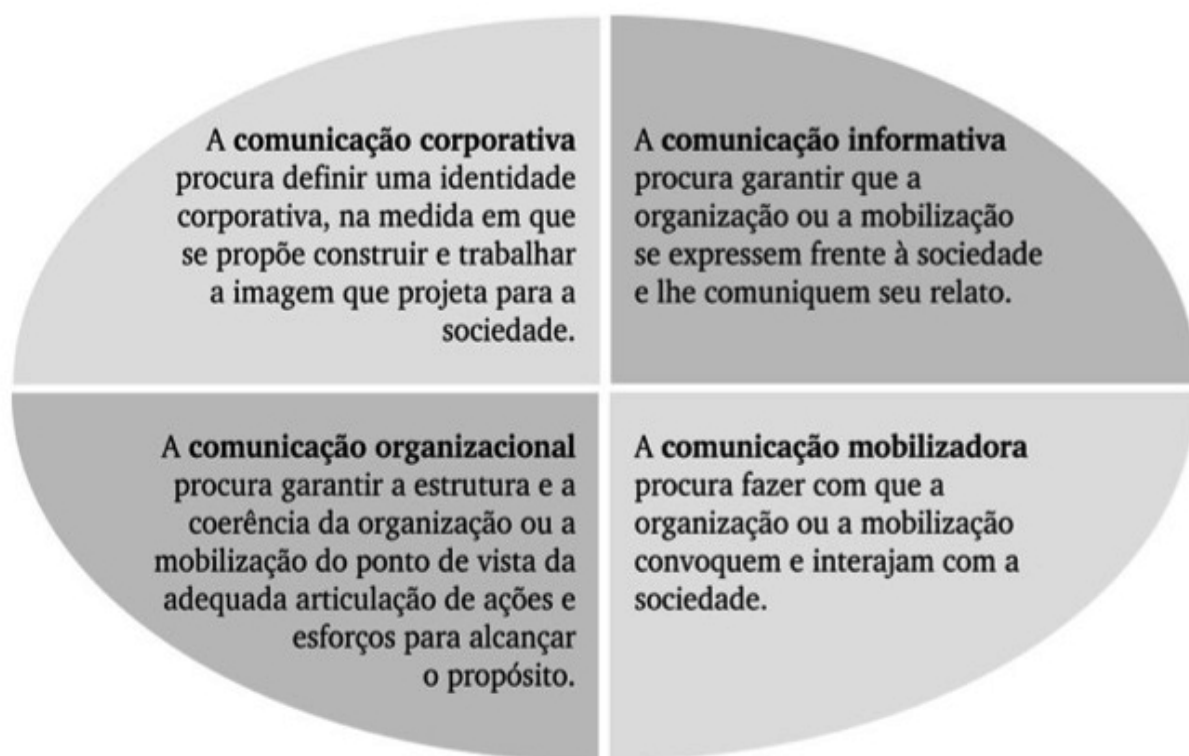 A comunicação corporativa
procura definir uma identidade
corporativa, na medida em que
se propõe construir e trabalhar
a imagem que projeta para a
sociedade.
A comunicação informativa
procura garantir que a
organização ou a mobilização
se expressem frente à sociedade
e lhe comuniquem seu relato.
A comunicação organizacional
procura garantir a estrutura e a
coerência da organização ou a
mobilização do ponto de vista da
adequada articulação de ações e
esforços para alcançar
o propósito.
A comunicação mobilizadora
procura fazer com que a
organização ou a mobilização
convoquem e interajam com a
sociedade.